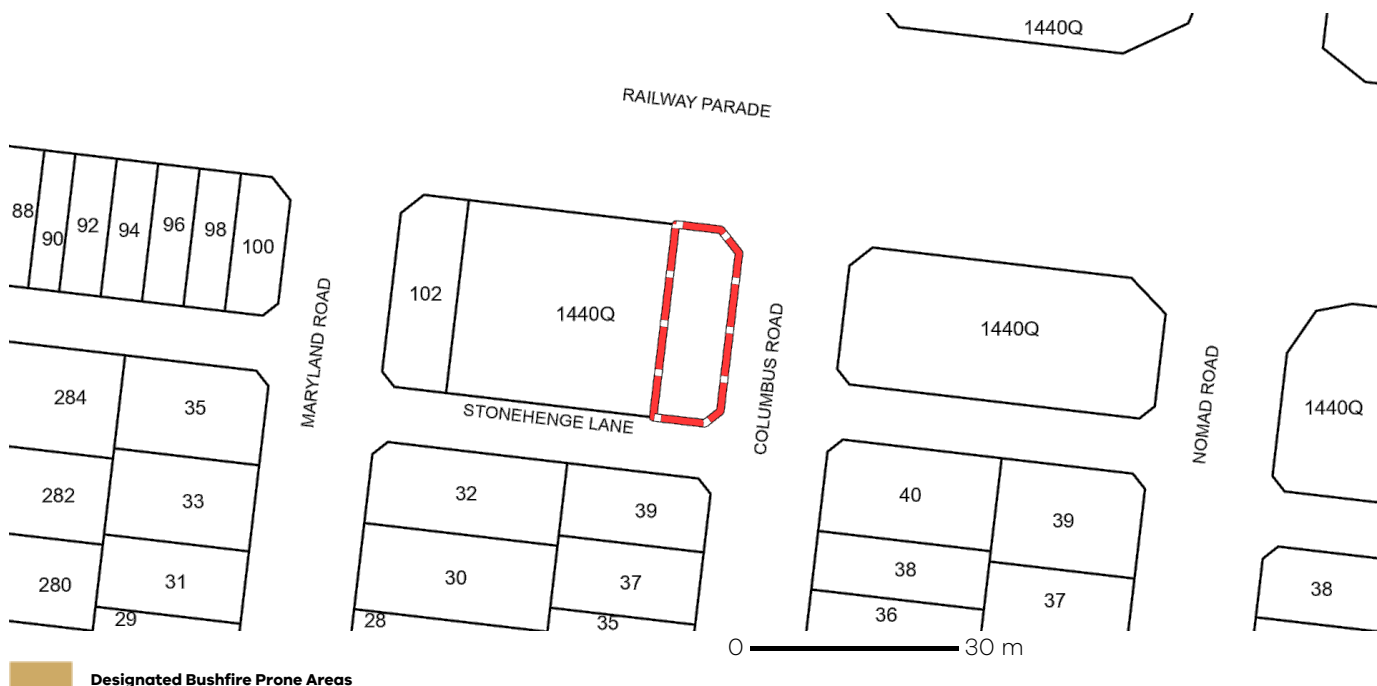 1440Q
RAILWAY PARADE
88
90
92
94
96
98
100
102
1440Q
1440Q
1440Q
MARYLAND ROAD
COLUMBUS ROAD
NOMAD ROAD
STONEHENGE LANE
284
35
282
33
280
31
29
32
39
30
37
28
35
40
39
38
37
36
38
0 30 m
Designated Bushfire Prone Areas